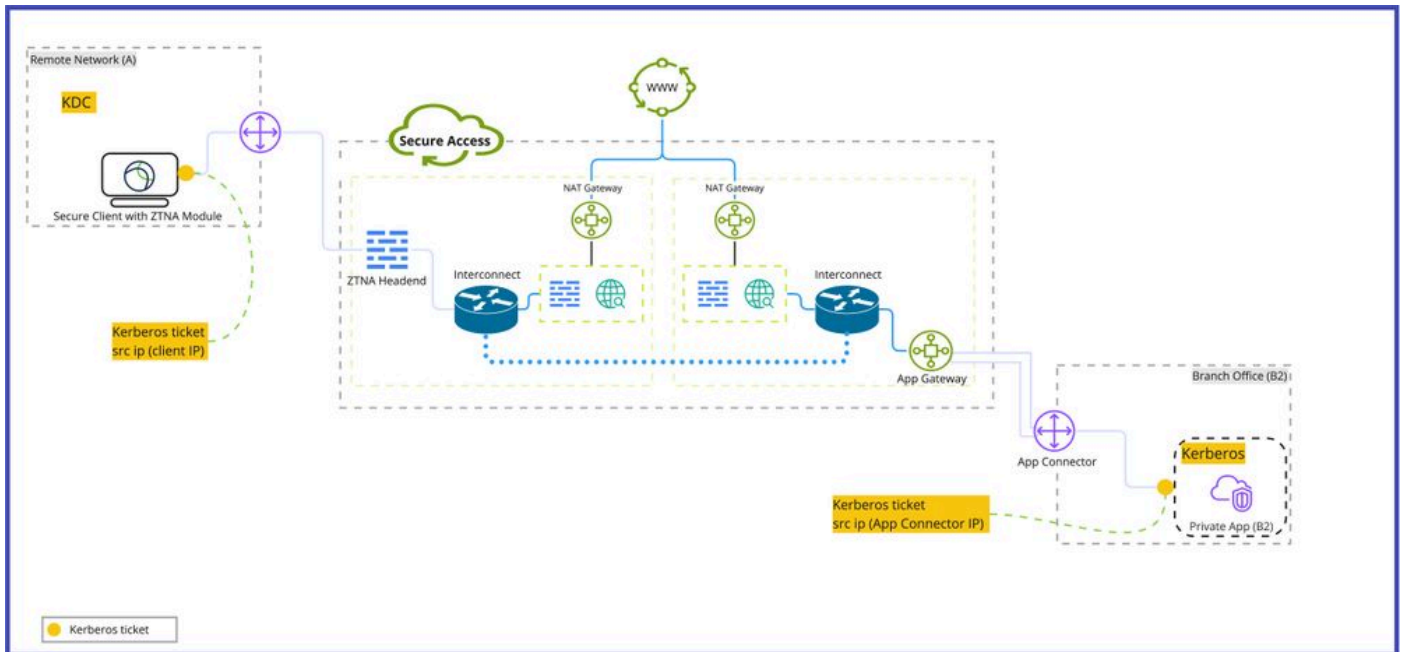 Remote Network (A)
KDC
Secure Client with ZTNA Module
Kerberos ticket
src ip (client IP)
Secure Access
www
NAT Gateway
NAT Gateway
ZTNA Headend
Interconnect
Interconnect
App Gateway
Branch Office (B2)
App Connector
Kerberos
Private App (B2)
Kerberos ticket
src ip (App Connector IP)
Kerberos ticket